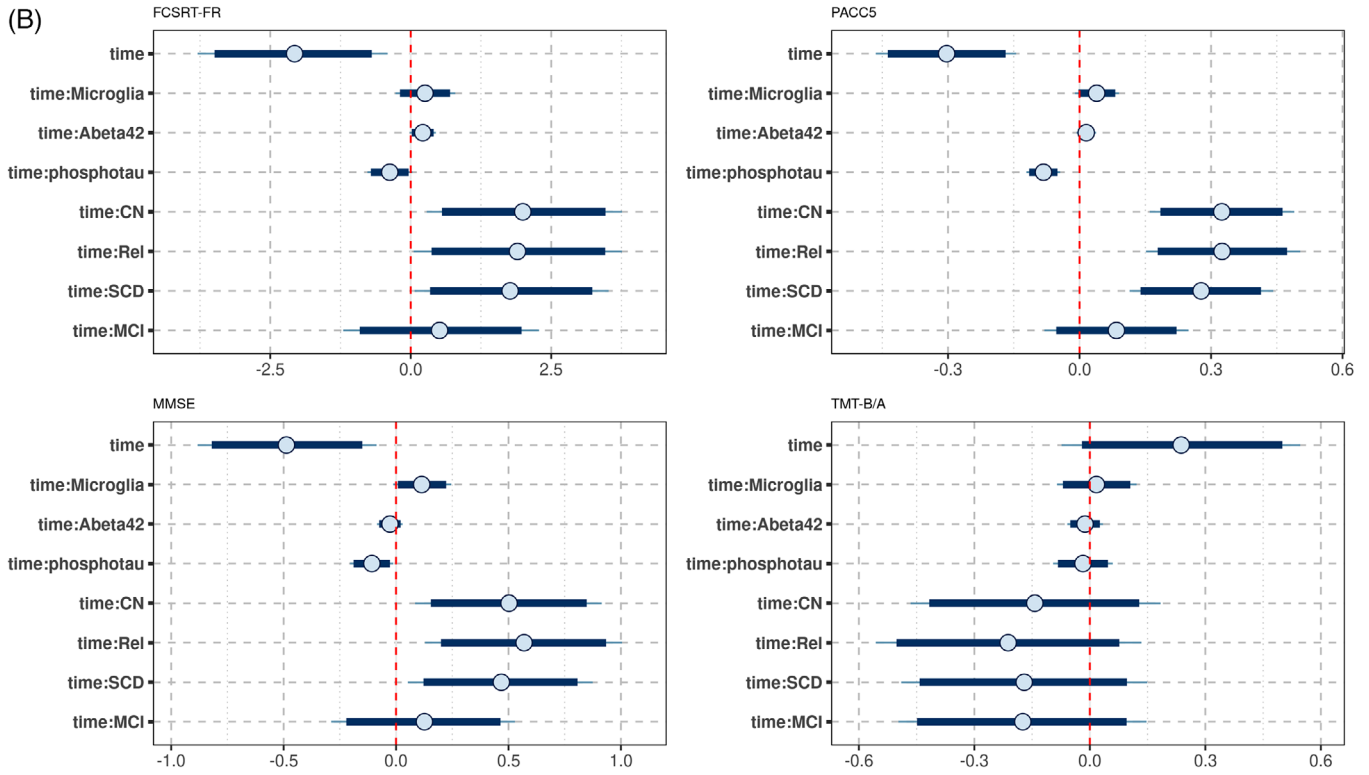 (B)
FCSRT-FR
time
time:Microglia
time:Abeta42
time:phosphotau
time:CN
time:Rel
time:SCD
time:MCI
-2.5 0.0 2.5
PACC5
time
time:Microglia
time:Abeta42
time:phosphotau
time:CN
time:Rel
time:SCD
time:MCI
-0.3 0.0 0.3 0.6
MMSE
time
time:Microglia
time:Abeta42
time:phosphotau
time:CN
time:Rel
time:SCD
time:MCI
-1.0 -0.5 0.0 0.5 1.0
TMT-B/A
time
time:Microglia
time:Abeta42
time:phosphotau
time:CN
time:Rel
time:SCD
time:MCI
-0.6 -0.3 0.0 0.3 0.6